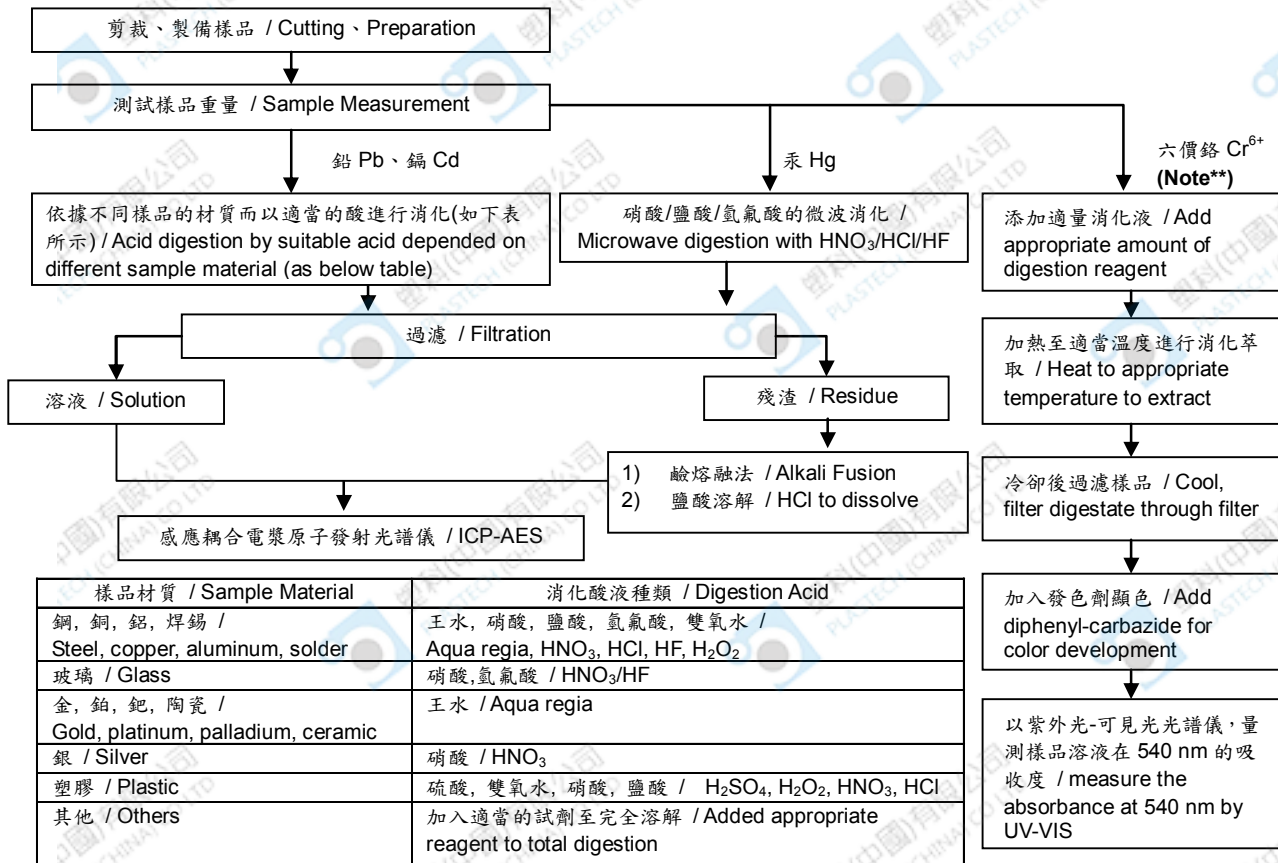 剪裁、製備樣品 / Cutting、Preparation
測試樣品重量 / Sample Measurement
鉛 Pb、鎘 Cd
汞 Hg
六價鉻 Cr⁶⁺
(Note**)
依據不同樣品的材質而以適當的酸進行消化(如下表
所示) / Acid digestion by suitable acid depended on
different sample material (as below table)
硝酸/鹽酸/氫氟酸的微波消化 /
Microwave digestion with HNO₃/HCl/HF
添加適量消化液 / Add
appropriate amount of
digestion reagent
過濾 / Filtration
加熱至適當溫度進行消化萃
取 / Heat to appropriate
temperature to extract
溶液 / Solution
殘渣 / Residue
1) 鹼熔融法 / Alkali Fusion
2) 鹽酸溶解 / HCl to dissolve
冷卻後過濾樣品 / Cool,
filter digestate through filter
感應耦合電漿原子發射光譜儀 / ICP-AES
加入發色劑顯色 / Add
diphenyl-carbazide for
color development
以紫外光-可見光光譜儀，量
測樣品溶液在 540 nm 的吸
收度 / measure the
absorbance at 540 nm by
UV-VIS
樣品材質 / Sample Material
消化酸液種類 / Digestion Acid
鋼, 銅, 鋁, 焊錫 /
Steel, copper, aluminum, solder
王水, 硝酸, 鹽酸, 氫氟酸, 雙氧水 /
Aqua regia, HNO₃, HCl, HF, H₂O₂
玻璃 / Glass
硝酸,氫氟酸 / HNO₃/HF
金, 鉑, 鈀, 陶瓷 /
Gold, platinum, palladium, ceramic
王水 / Aqua regia
銀 / Silver
硝酸 / HNO₃
塑膠 / Plastic
硫酸, 雙氧水, 硝酸, 鹽酸 / H₂SO₄, H₂O₂, HNO₃, HCl
其他 / Others
加入適當的試劑至完全溶解 / Added appropriate
reagent to total digestion
塑料(中國)有限公司
PLASTECH (CHINA) CO LTD